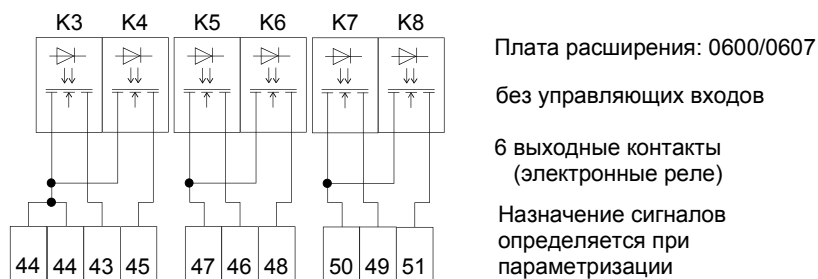 K3 K4 K5 K6 K7 K8
44 44 43 45 47 46 48 50 49 51
Плата расширения: 0600/0607
без управляющих входов
6 выходные контакты
(электронные реле)
Назначение сигналов
определяется при
параметризации